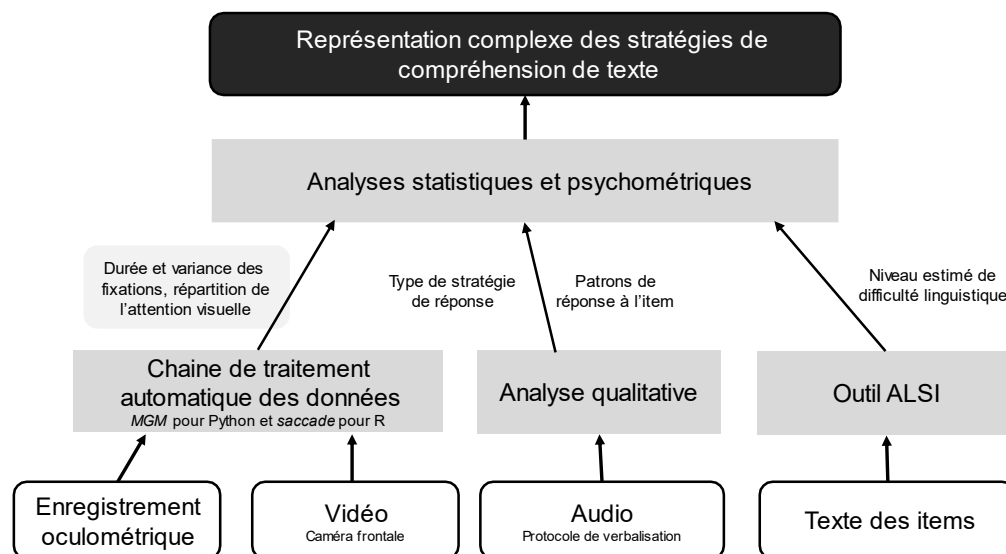 Représentation complexe des stratégies de
compréhension de texte
Analyses statistiques et psychométriques
Durée et variance des
fixations, répartition de
l'attention visuelle
Type de stratégie
de réponse
Patrons de
réponse à l'item
Niveau estimé de
difficulté linguistique
Chaine de traitement
automatique des données
MGM pour Python et saccade pour R
Analyse qualitative
Outil ALSI
Enregistrement
oculométrique
Vidéo
Caméra frontale
Audio
Protocole de verbalisation
Texte des items